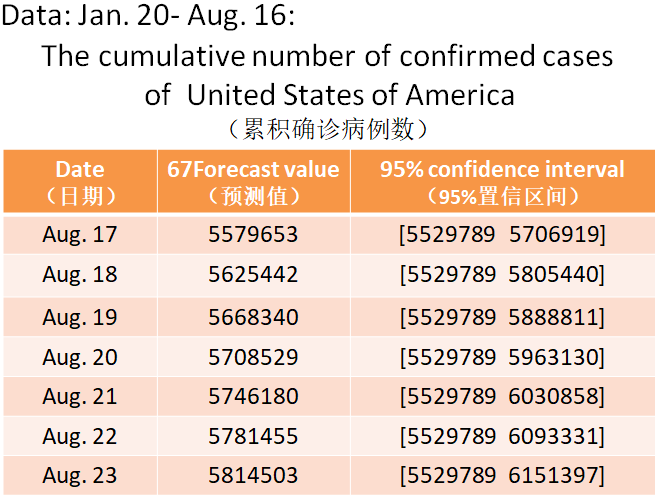 Data: Jan. 20- Aug. 16:
The cumulative number of confirmed cases
of United States of America
（累积确诊病例数）
Date 67Forecast value 95% confidence interval
（日期） （预测值） （95%置信区间）
Aug. 17 5579653 [5529789 5706919]
Aug. 18 5625442 [5529789 5805440]
Aug. 19 5668340 [5529789 5888811]
Aug. 20 5708529 [5529789 5963130]
Aug. 21 5746180 [5529789 6030858]
Aug. 22 5781455 [5529789 6093331]
Aug. 23 5814503 [5529789 6151397]